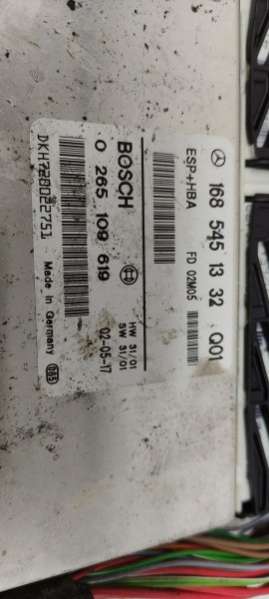 168 545 13 32 Q01
ESP+HBA FD 02M05
BOSCH HW 31/01
SW 31/01
0 265 109 619 02-05-17
DKH728D22751 Made in Germany